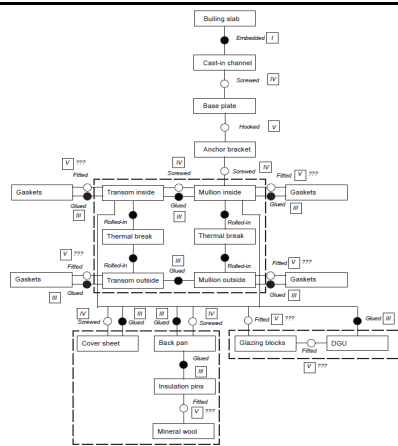 Builing slab
Embedded I
Cast-in channel
Screwed IV
Base plate
Hooked V
Anchor bracket
IV
Screwed IV
V ???
Fitted
Screwed
Fitted V ???
Gaskets Transom inside Mullion inside Gaskets
Glued Glued Glued
III III III
Rolled-in Rolled-in
Thermal break Thermal break
V ??? Rolled-in III Rolled-in Fitted V ???
Fitted Glued
Gaskets Transom outside Mullion outside Gaskets
III Glued Glued
III
IV III III IV
Screwed Glued Glued Screwed Fitted V ??? Glued III
Cover sheet Back pan Glazing blocks DGU
Glued Fitted
III V ???
Insulation pins
Fitted
V ???
Mineral wool